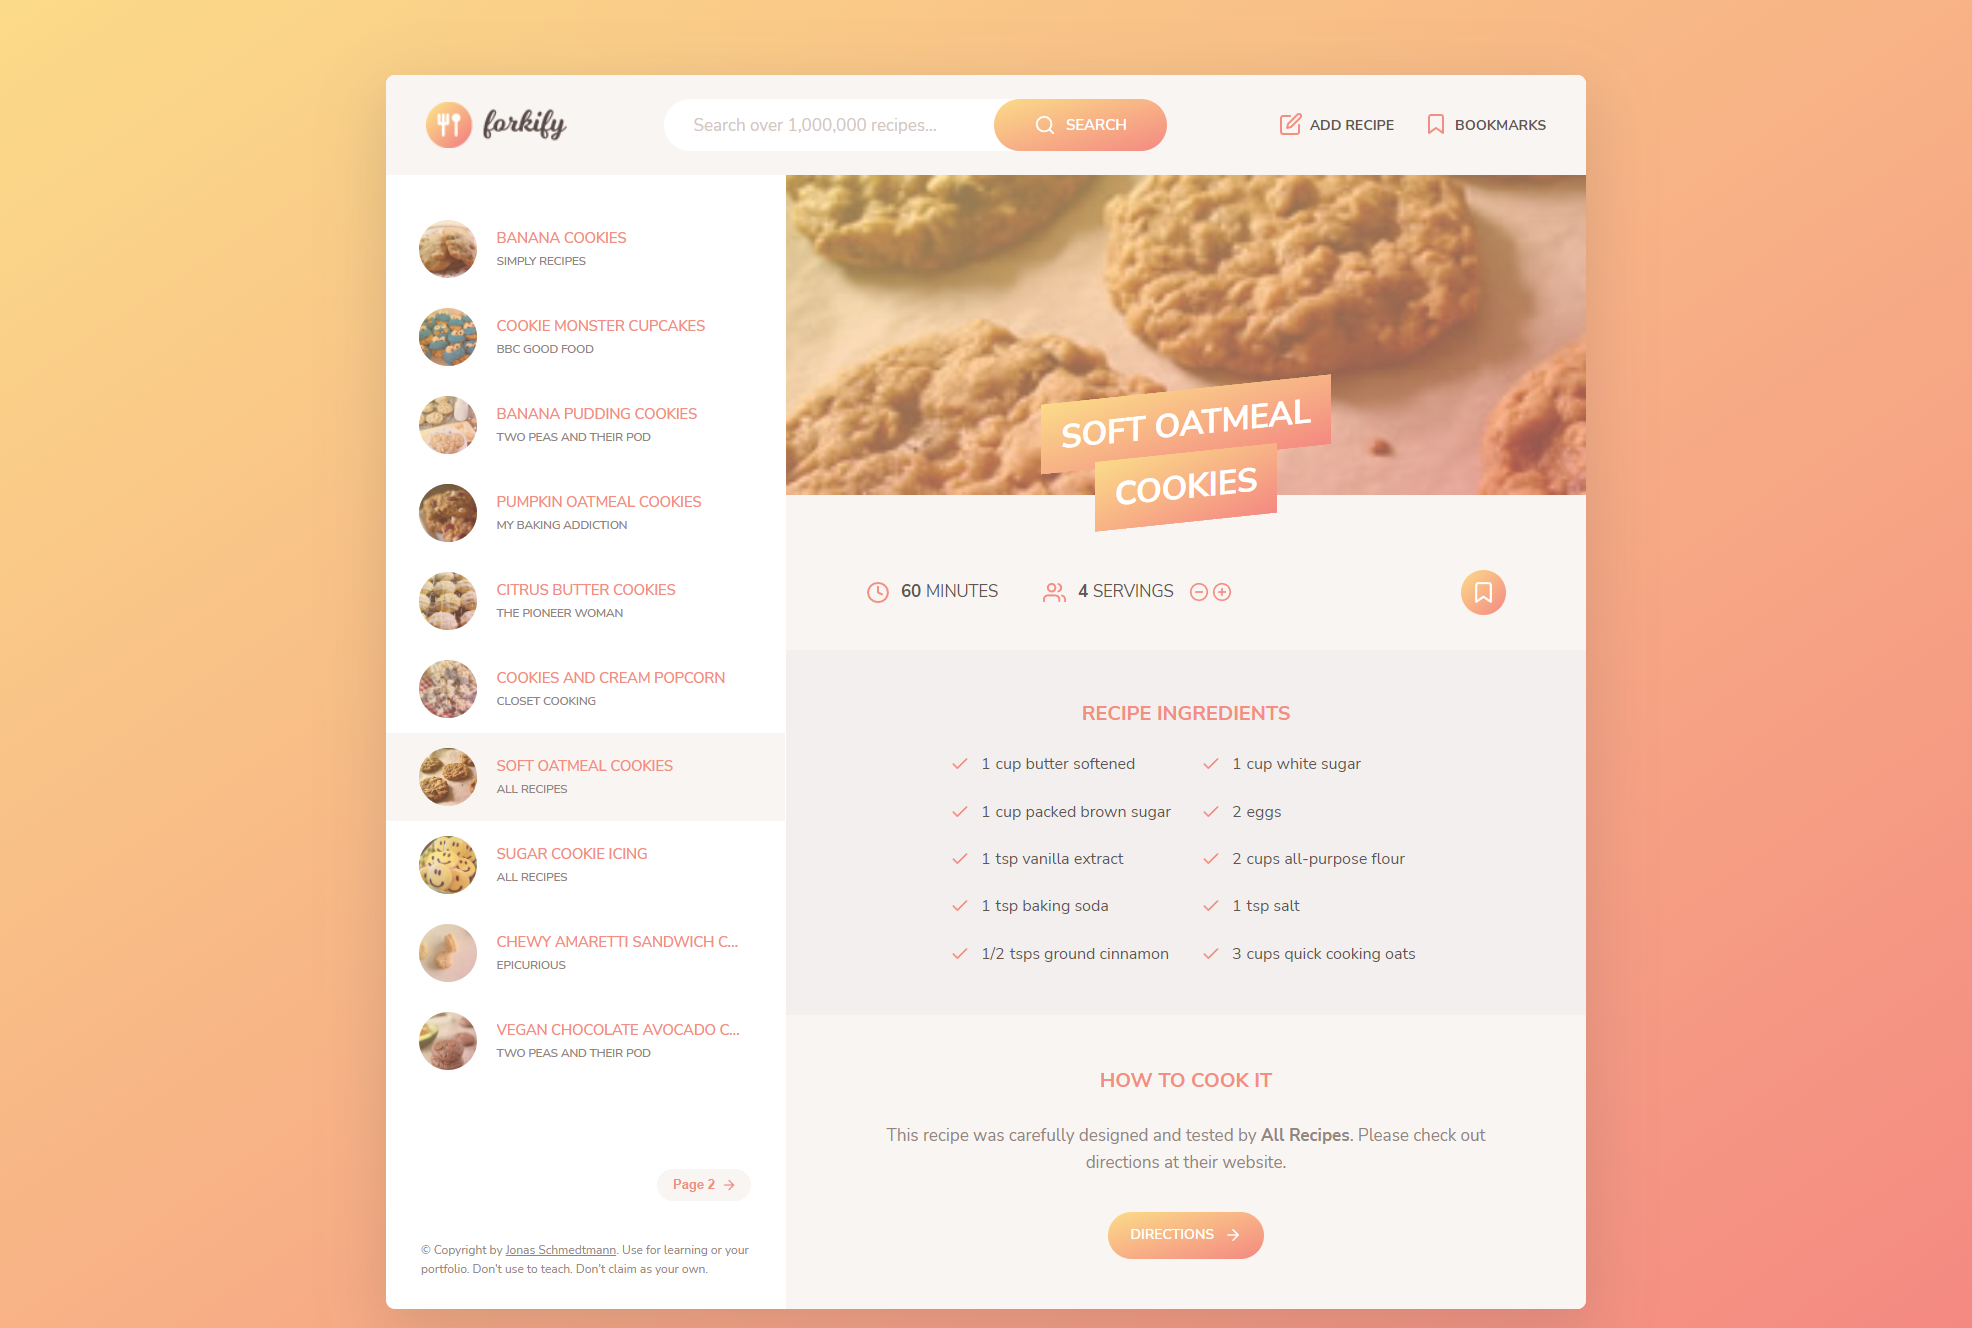 forkify
Search over 1,000,000 recipes...
SEARCH
ADD RECIPE
BOOKMARKS
BANANA COOKIES
SIMPLY RECIPES
COOKIE MONSTER CUPCAKES
BBC GOOD FOOD
BANANA PUDDING COOKIES
TWO PEAS AND THEIR POD
PUMPKIN OATMEAL COOKIES
MY BAKING ADDICTION
CITRUS BUTTER COOKIES
THE PIONEER WOMAN
COOKIES AND CREAM POPCORN
CLOSET COOKING
SOFT OATMEAL COOKIES
ALL RECIPES
SUGAR COOKIE ICING
ALL RECIPES
CHEWY AMARETTI SANDWICH C...
EPICURIOUS
VEGAN CHOCOLATE AVOCADO C...
TWO PEAS AND THEIR POD
Page 2
© Copyright by Jonas Schmedtmann. Use for learning or your
portfolio. Don't use to teach. Don't claim as your own.
SOFT OATMEAL
COOKIES
60 MINUTES
4 SERVINGS
RECIPE INGREDIENTS
1 cup butter softened
1 cup white sugar
1 cup packed brown sugar
2 eggs
1 tsp vanilla extract
2 cups all-purpose flour
1 tsp baking soda
1 tsp salt
1/2 tsps ground cinnamon
3 cups quick cooking oats
HOW TO COOK IT
This recipe was carefully designed and tested by All Recipes. Please check out
directions at their website.
DIRECTIONS